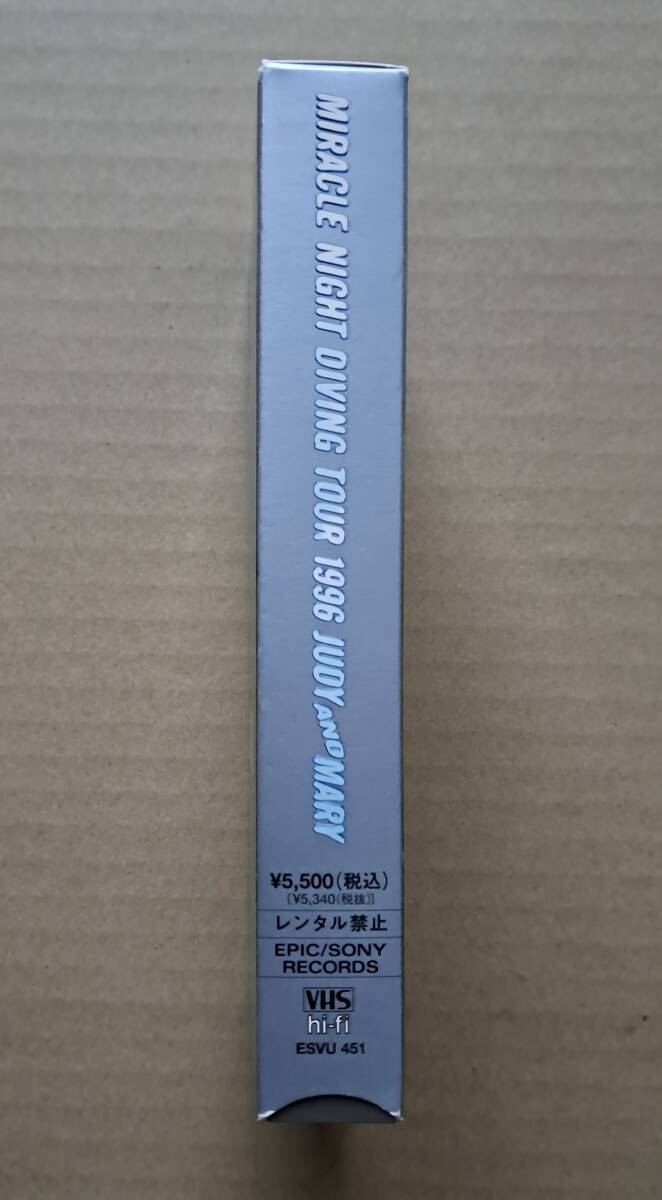 MIRACLE NIGHT DIVING TOUR 1996 JUDY AND MARY
¥5,500(税込)
〔¥5,340(税抜)〕
レンタル禁止
EPIC/SONY
RECORDS
VHS
hi-fi
ESVU 451